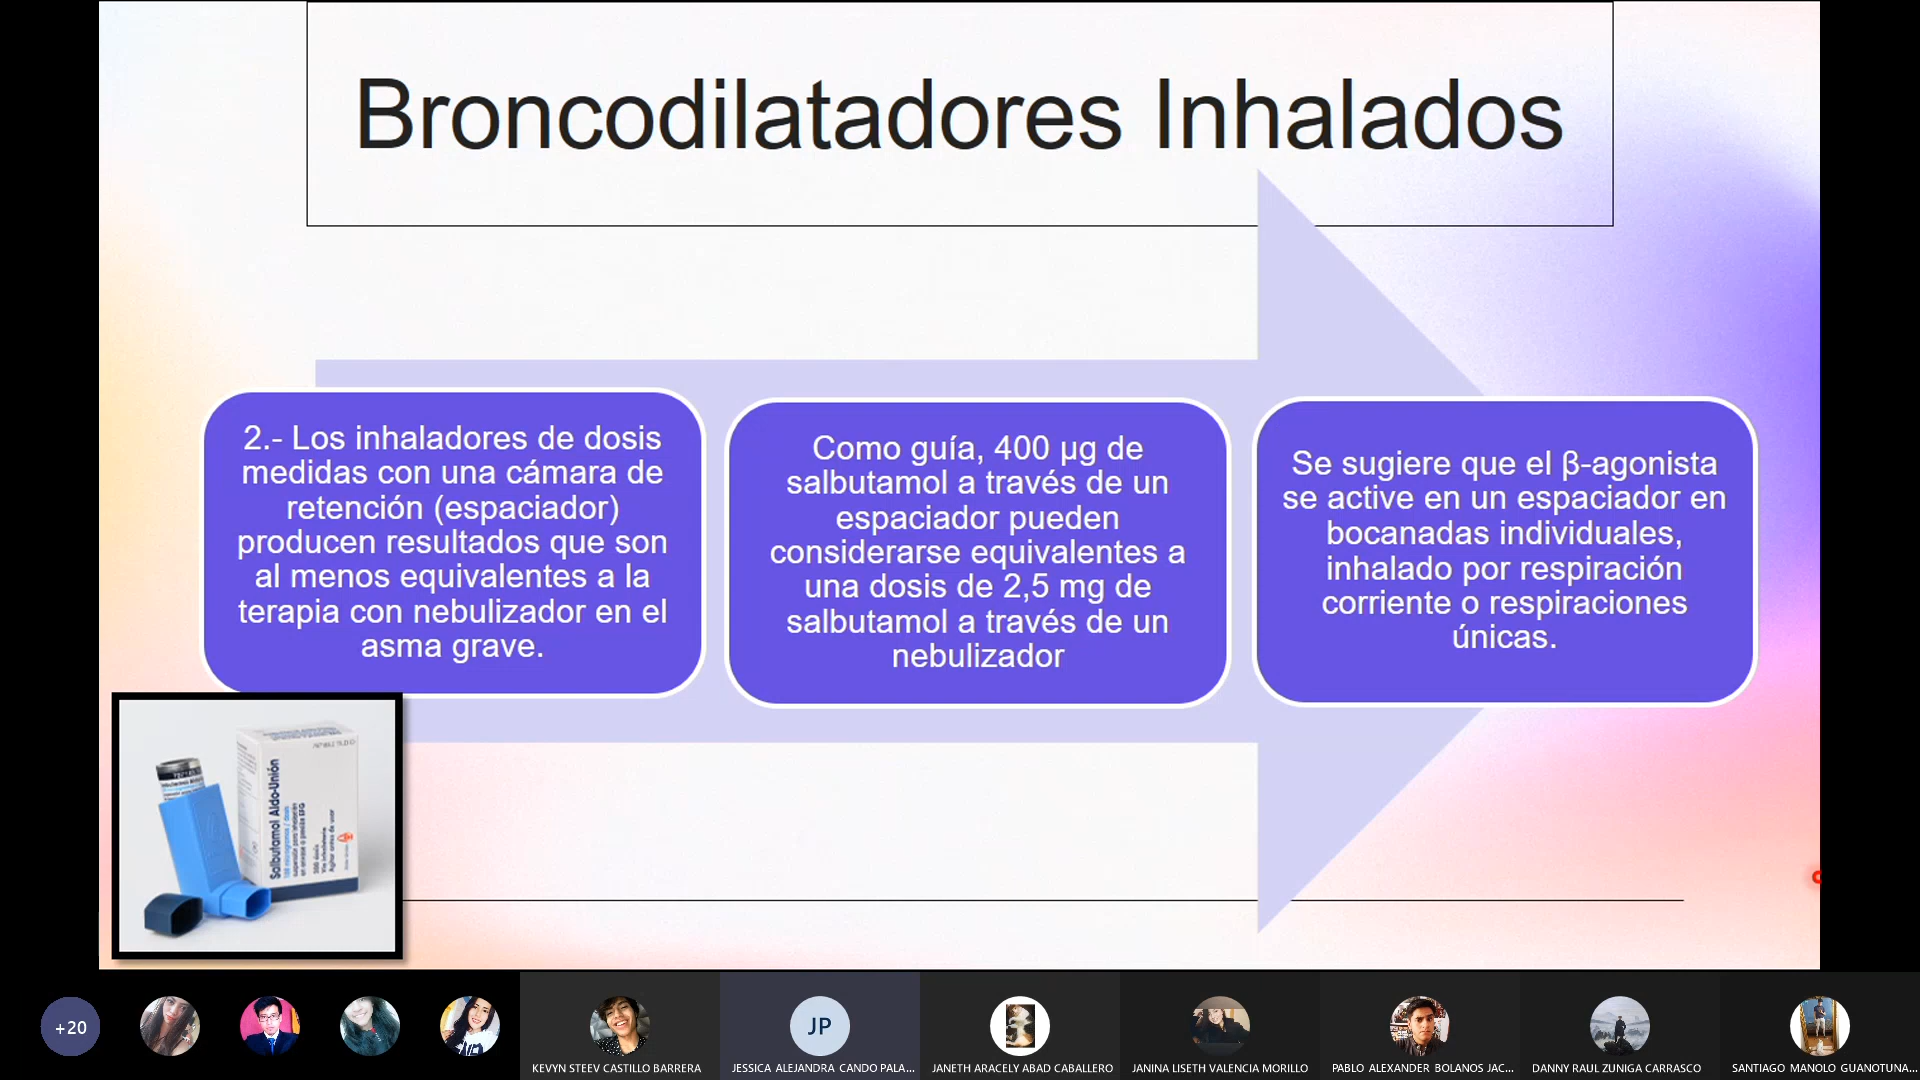 Broncodilatadores Inhalados
2.- Los inhaladores de dosis
medidas con una cámara de
retención (espaciador)
producen resultados que son
al menos equivalentes a la
terapia con nebulizador en el
asma grave.
Como guía, 400 µg de
salbutamol a través de un
espaciador pueden
considerarse equivalentes a
una dosis de 2,5 mg de
salbutamol a través de un
nebulizador
Se sugiere que el β-agonista
se active en un espaciador en
bocanadas individuales,
inhalado por respiración
corriente o respiraciones
únicas.
Salbutamol Aldo-Unión
+20
JP
KEVYN STEEV CASTILLO BARRERA
JESSICA ALEJANDRA CANDO PALA...
JANETH ARACELY ABAD CABALLERO
JANINA LISETH VALENCIA MORILLO
PABLO ALEXANDER BOLANOS JAC...
DANNY RAUL ZUNIGA CARRASCO
SANTIAGO MANOLO GUANOTUNA...